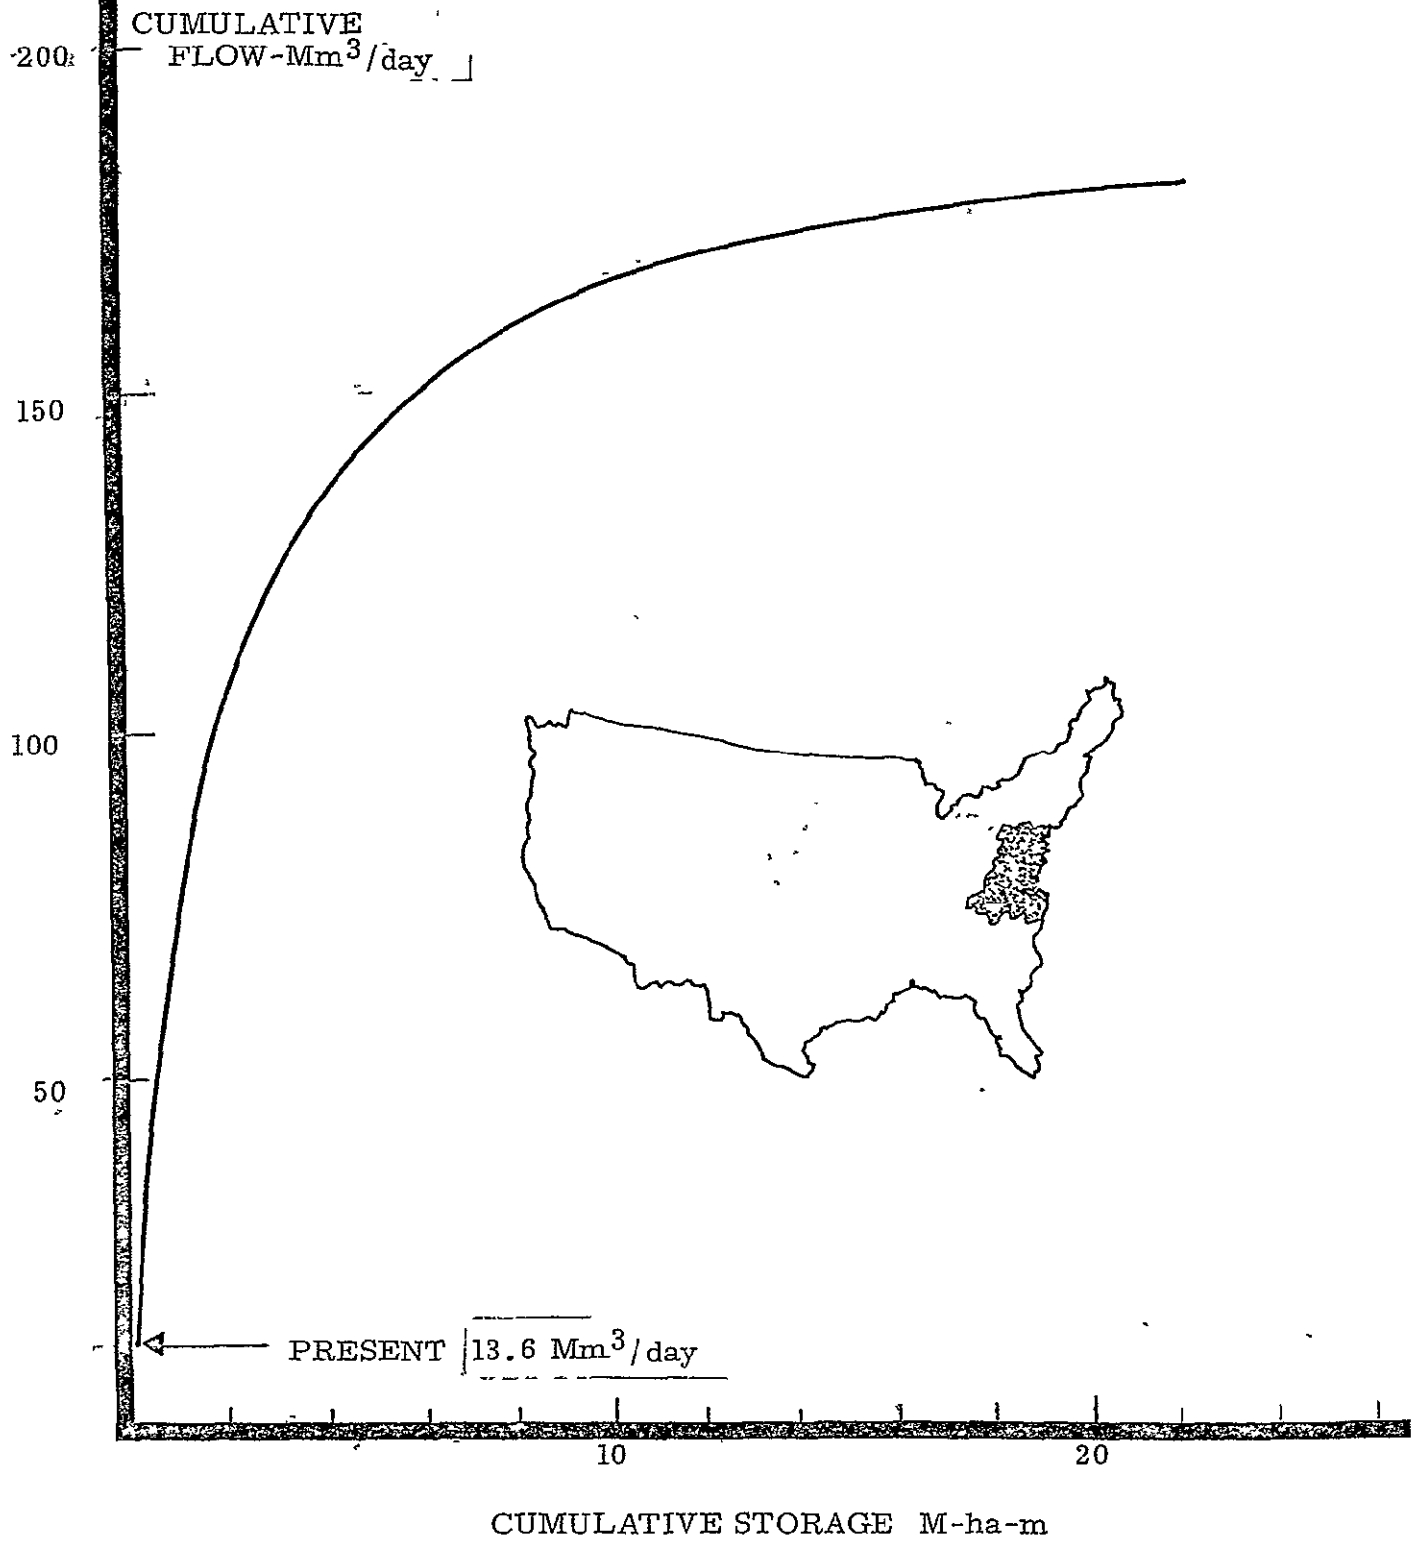 CUMULATIVE
FLOW-Mm³/day
200
150
100
50
PRESENT 13.6 Mm³/day
10 20
CUMULATIVE STORAGE M-ha-m